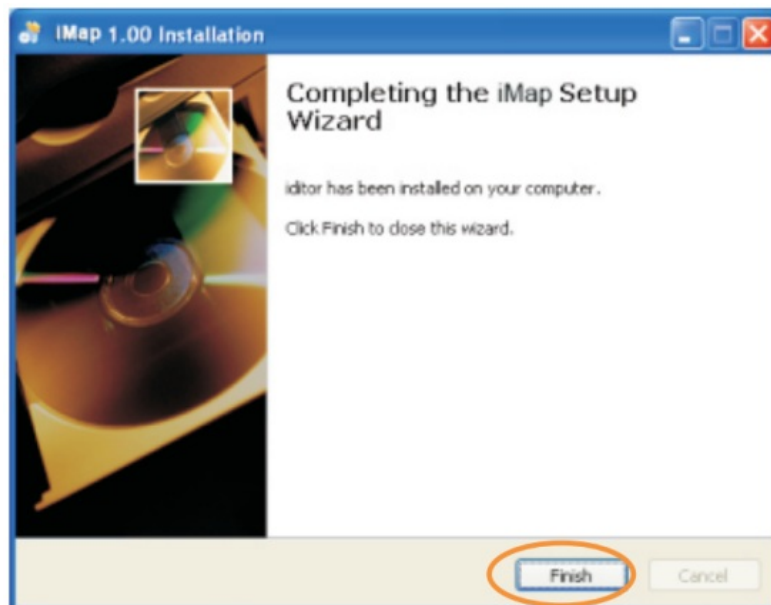 iMap 1.00 Installation
Completing the iMap Setup
Wizard
iditor has been installed on your computer.
Click Finish to close this wizard.
Finish
Cancel